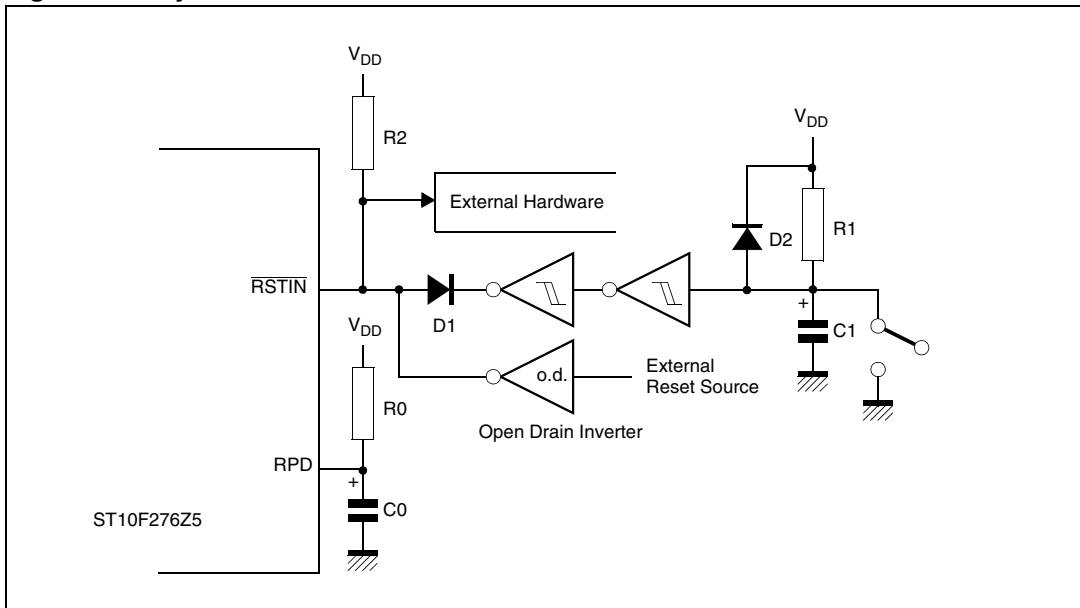 V_DD
R2
V_DD
External Hardware
D2
R1
RSTIN
D1
+
C1
V_DD
o.d.
External
Reset Source
R0
Open Drain Inverter
RPD
+
C0
ST10F276Z5